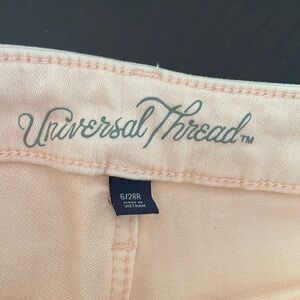 Universal Thread™
6/28R
MADE IN
VIETNAM